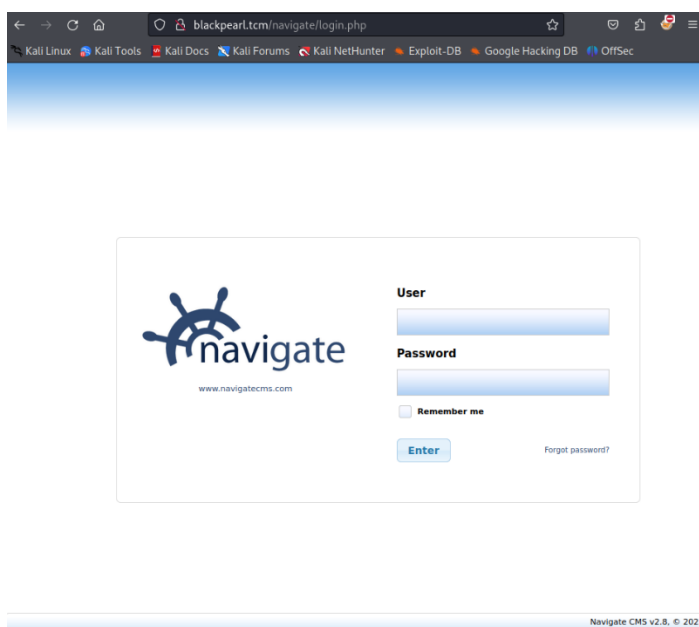 blackpearl.tcm/navigate/login.php
Kali Linux Kali Tools Kali Docs Kali Forums Kali NetHunter Exploit-DB Google Hacking DB OffSec
User
navigate
Password
www.navigatecms.com
Remember me
Enter Forgot password?
Navigate CMS v2.8, © 202